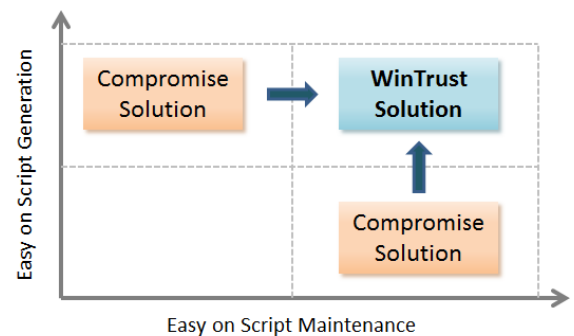 Easy on Script Generation
Compromise
Solution
WinTrust
Solution
Compromise
Solution
Easy on Script Maintenance